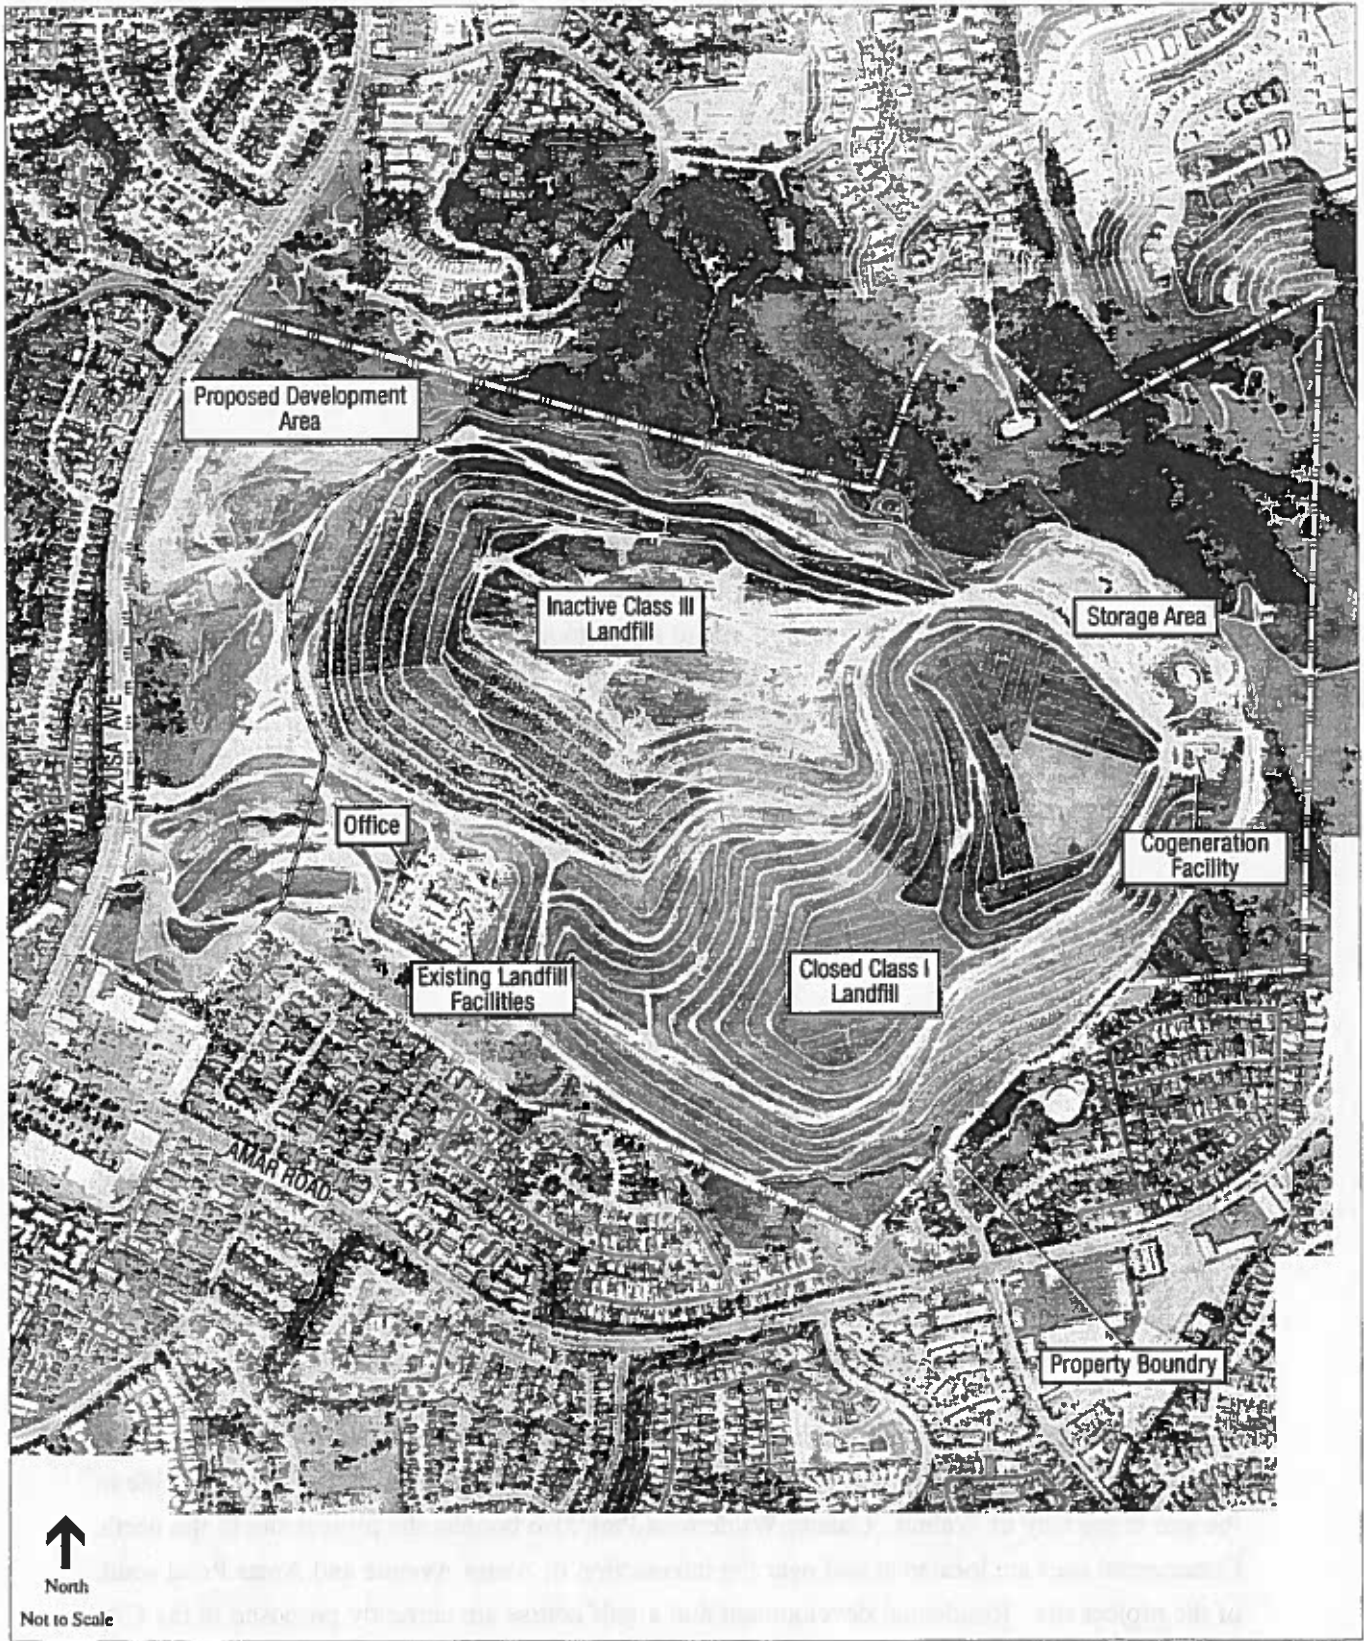 Proposed Development
Area
Inactive Class III
Landfill
Storage Area
AZUSA AVE
Office
Cogeneration
Facility
Existing Landfill
Facilities
Closed Class I
Landfill
AMAR ROAD
Property Boundry
North
Not to Scale